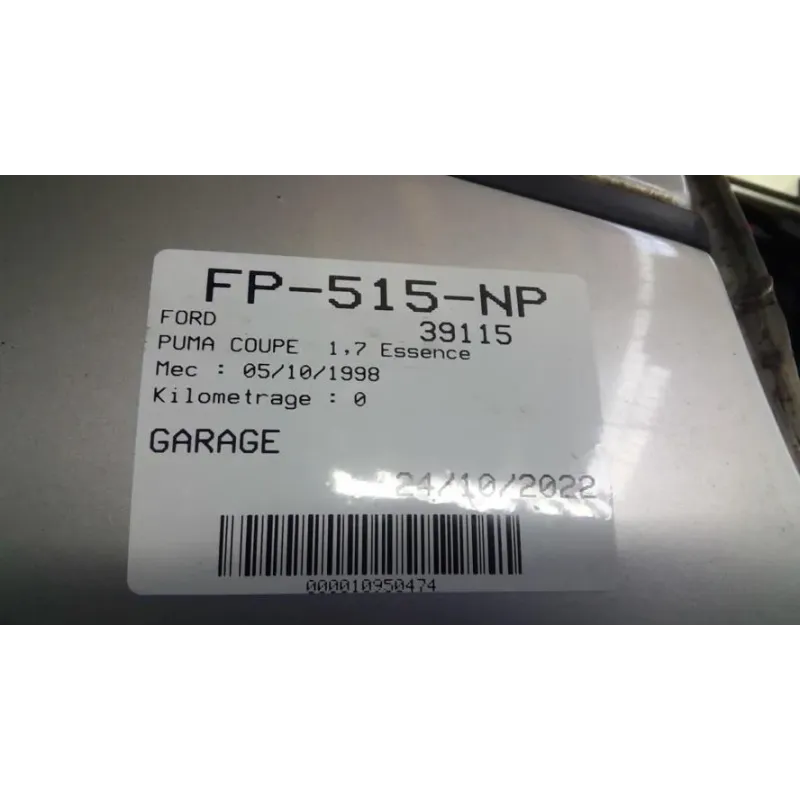 FP-515-NP
FORD 39115
PUMA COUPE 1,7 Essence
Mec : 05/10/1998
Kilometrage : 0
GARAGE
24/10/2022
000010950474